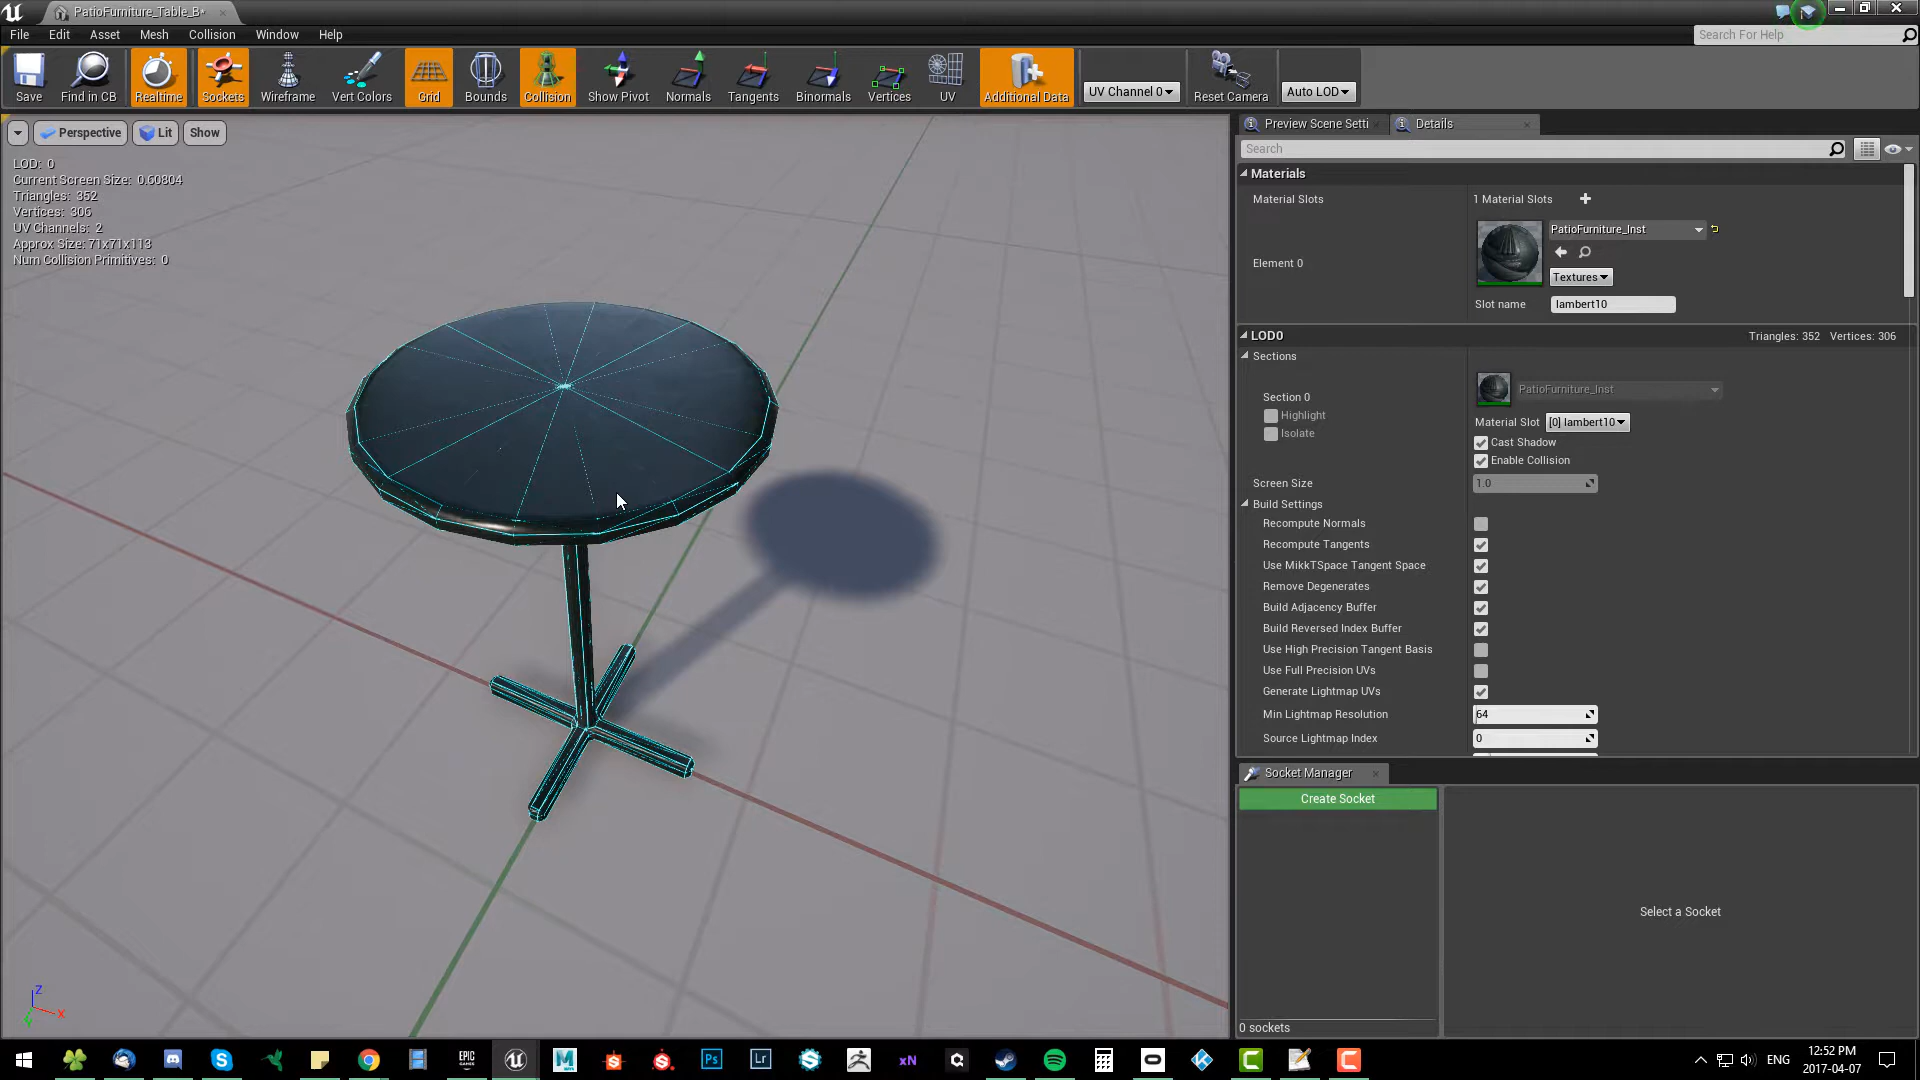 PatioFurniture_Table_B*
File Edit Asset Mesh Collision Window Help
Search For Help
Save Find in CB Realtime Sockets Wireframe Vert Colors Grid Bounds Collision Show Pivot Normals Tangents Binormals Vertices UV Additional Data UV Channel 0 Reset Camera Auto LOD
Perspective Lit Show
LOD: 0
Current Screen Size: 0.60804
Triangles: 352
Vertices: 306
UV Channels: 2
Approx Size: 71x71x113
Num Collision Primitives: 0
Z
X
Y
Preview Scene Setti Details
Search
Materials
Material Slots 1 Material Slots
Element 0
PatioFurniture_Inst
Textures
Slot name lambert10
LOD0 Triangles: 352 Vertices: 306
Sections
Section 0
PatioFurniture_Inst
Highlight
Isolate
Material Slot [0] lambert10
Cast Shadow
Enable Collision
Screen Size 1.0
Build Settings
Recompute Normals
Recompute Tangents
Use MikkTSpace Tangent Space
Remove Degenerates
Build Adjacency Buffer
Build Reversed Index Buffer
Use High Precision Tangent Basis
Use Full Precision UVs
Generate Lightmap UVs
Min Lightmap Resolution 64
Source Lightmap Index 0
Socket Manager
Create Socket
Select a Socket
0 sockets
EPIC GAMES
Ps
Lr
xN
ENG
12:52 PM
2017-04-07